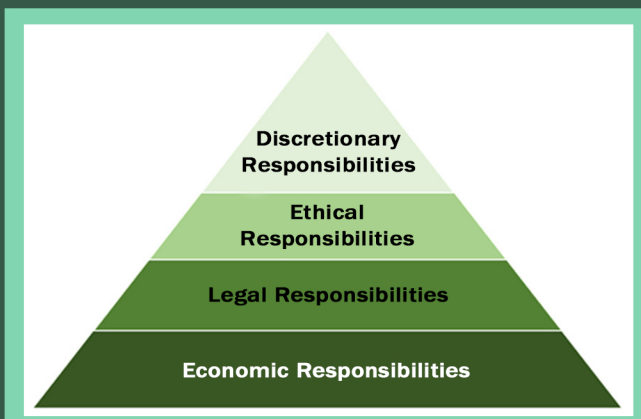 Discretionary
Responsibilities
Ethical
Responsibilities
Legal Responsibilities
Economic Responsibilities